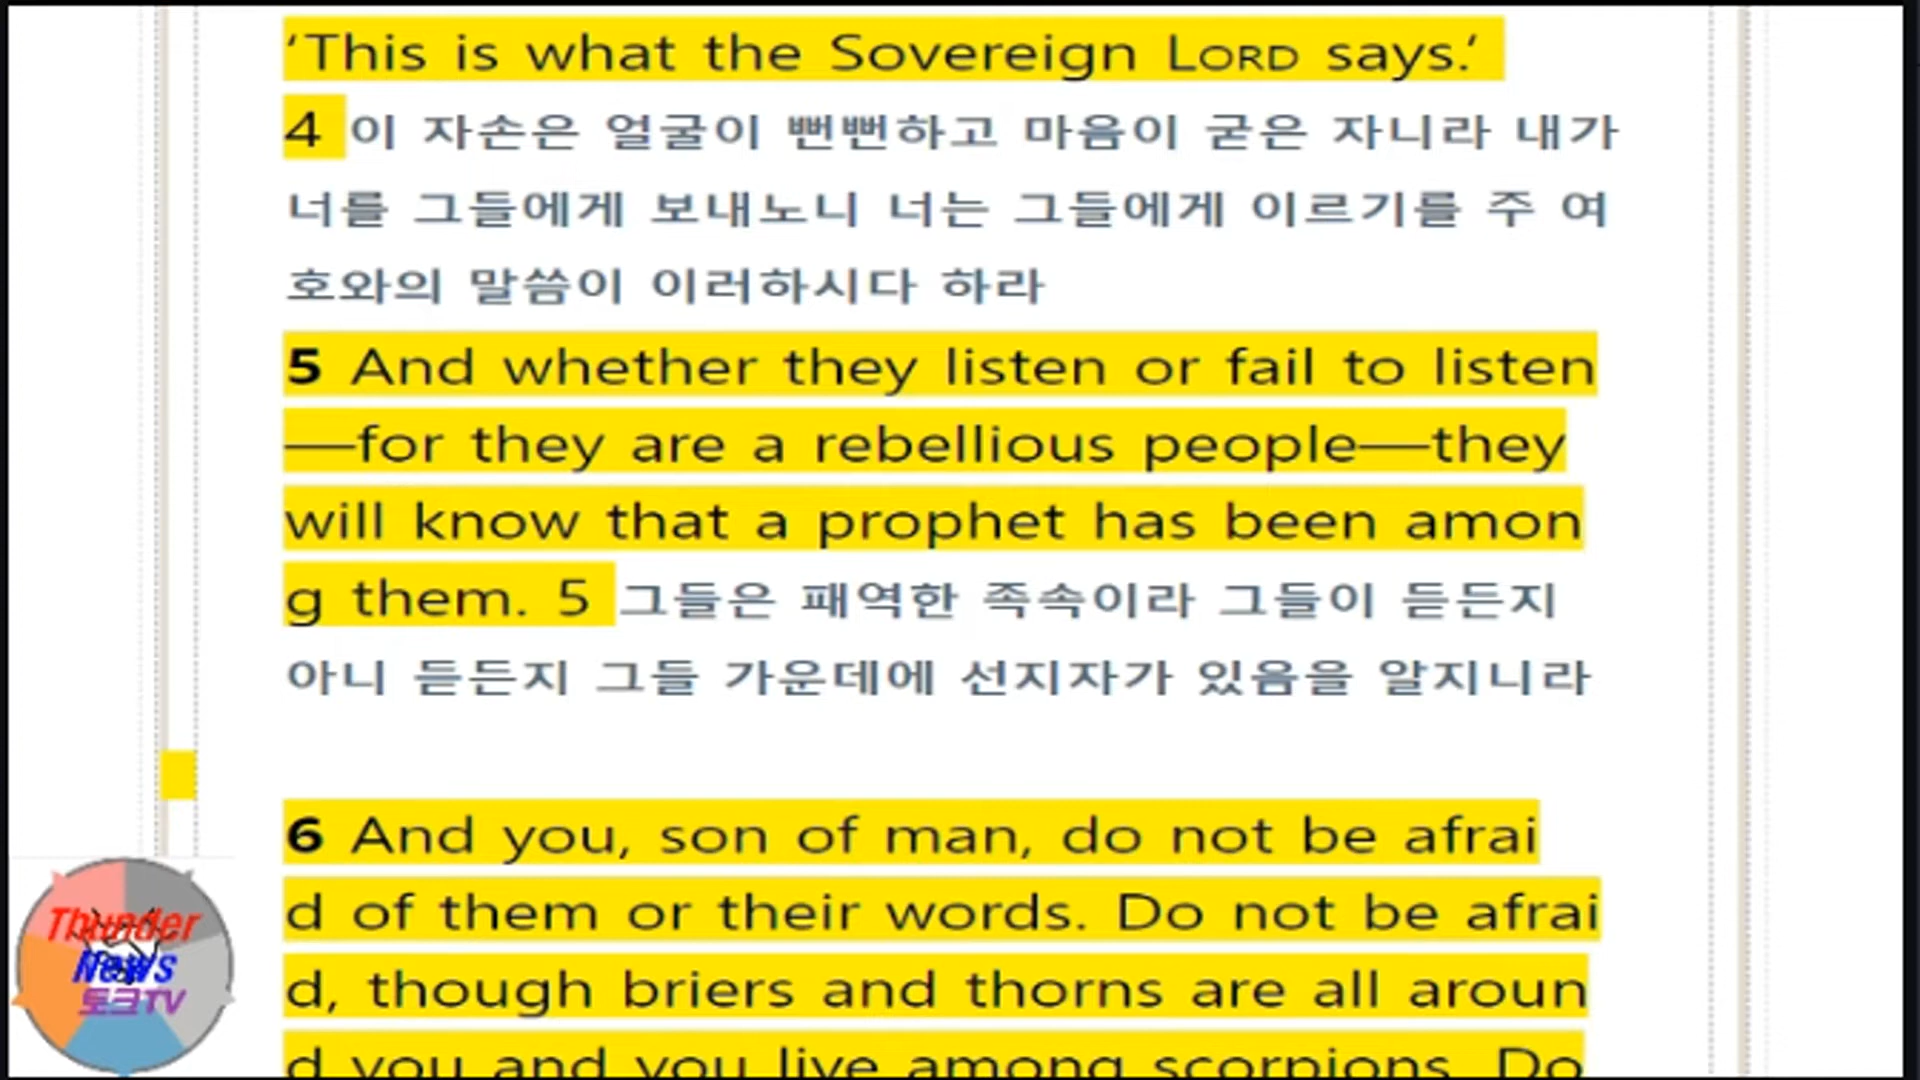 ‘This is what the Sovereign LORD says.’
4 이 자손은 얼굴이 뻔뻔하고 마음이 굳은 자니라 내가
너를 그들에게 보내노니 너는 그들에게 이르기를 주 여
호와의 말씀이 이러하시다 하라
5 And whether they listen or fail to listen
—for they are a rebellious people—they
will know that a prophet has been amon
g them. 5 그들은 패역한 족속이라 그들이 듣든지
아니 듣든지 그들 가운데에 선지자가 있음을 알지니라
6 And you, son of man, do not be afrai
d of them or their words. Do not be afrai
d, though briers and thorns are all aroun
d you and you live among scorpions. Do
Thunder
News
토크TV